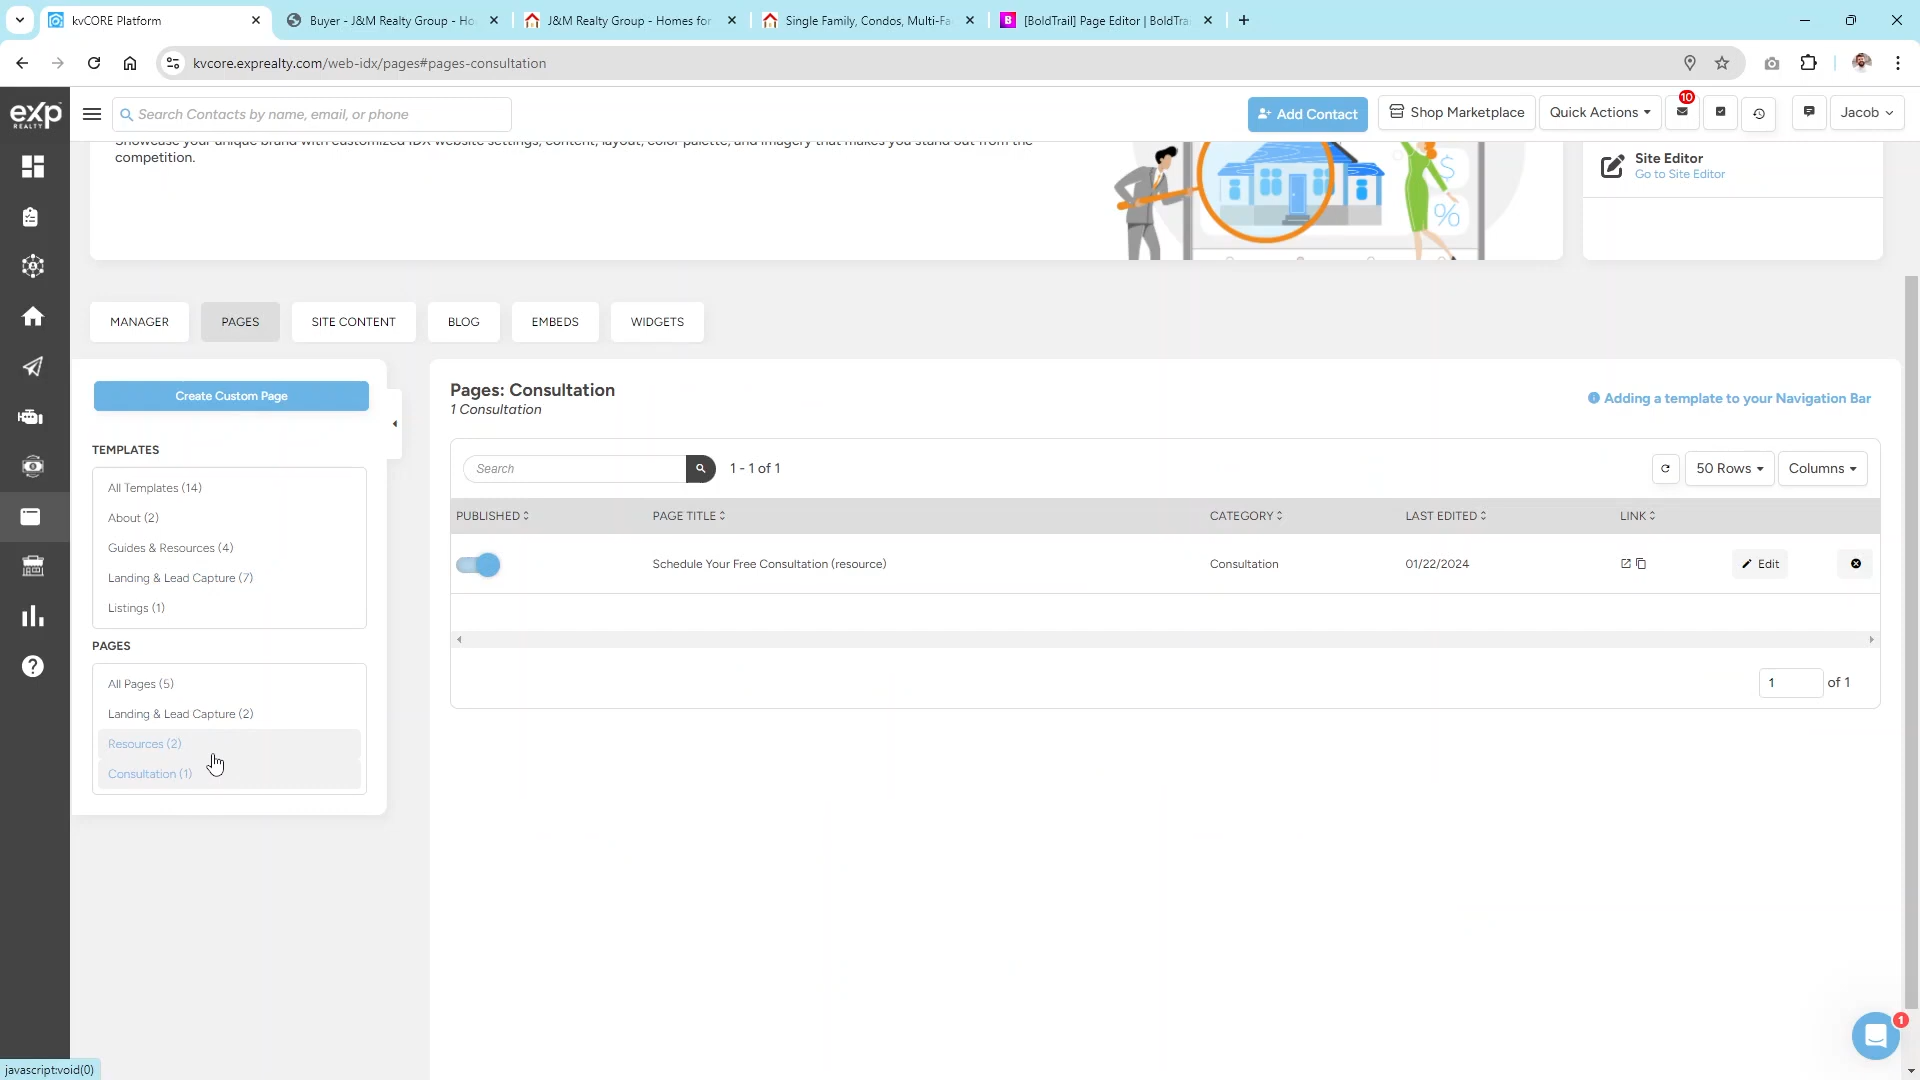 kvCORE Platform
Buyer - J&M Realty Group - Ho
J&M Realty Group - Homes for
Single Family, Condos, Multi-Fa
[BoldTrail] Page Editor | BoldTra
kvcore.exprealty.com/web-idx/pages#pages-consultation
exp
REALTY
Search Contacts by name, email, or phone
Add Contact
Shop Marketplace
Quick Actions
10
Jacob
Showcase your unique brand with customized IDX website settings, content, layout, color palette, and imagery that makes you stand out from the
competition.
$
%
Site Editor
Go to Site Editor
MANAGER
PAGES
SITE CONTENT
BLOG
EMBEDS
WIDGETS
Create Custom Page
TEMPLATES
All Templates (14)
About (2)
Guides & Resources (4)
Landing & Lead Capture (7)
Listings (1)
PAGES
All Pages (5)
Landing & Lead Capture (2)
Resources (2)
Consultation (1)
Pages: Consultation
1 Consultation
Adding a template to your Navigation Bar
Search
1 - 1 of 1
50 Rows
Columns
PUBLISHED
PAGE TITLE
CATEGORY
LAST EDITED
LINK
Schedule Your Free Consultation (resource)
Consultation
01/22/2024
Edit
1 of 1
1
javascript:void(0)